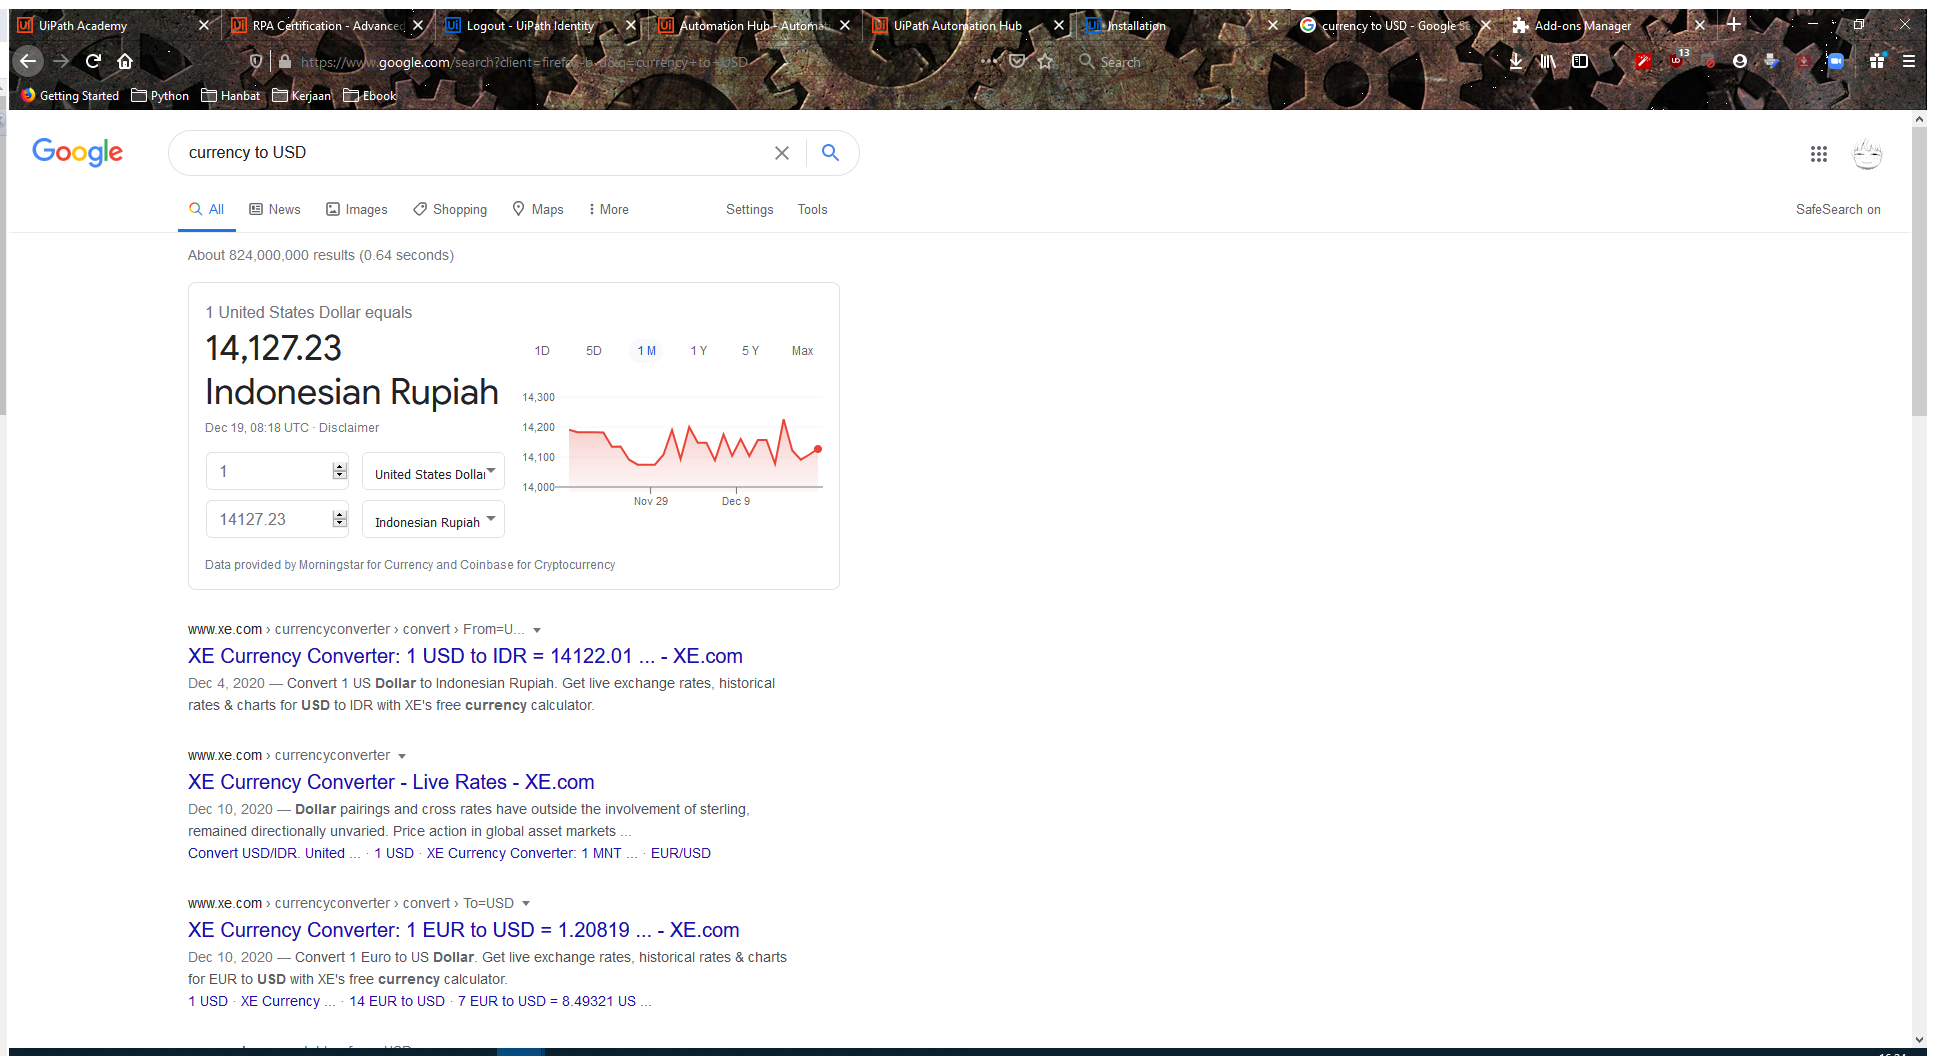 UiPath Academy
RPA Certification - Advanced
Logout - UiPath Identity
Automation Hub - Automat
UiPath Automation Hub
Installation
currency to USD - Google Se
Add-ons Manager
https://www.google.com/search?client=firefox-b-d&q=currency+to+USD
Search
13
Getting Started
Python
Hanbat
Kerjaan
Ebook
Google
currency to USD
All
News
Images
Shopping
Maps
More
Settings
Tools
SafeSearch on
About 824,000,000 results (0.64 seconds)
1 United States Dollar equals
14,127.23
Indonesian Rupiah
Dec 19, 08:18 UTC · Disclaimer
1D 5D 1M 1Y 5Y Max
14,300
14,200
14,100
14,000
Nov 29 Dec 9
1 United States Dollar
14127.23 Indonesian Rupiah
Data provided by Morningstar for Currency and Coinbase for Cryptocurrency
www.xe.com › currencyconverter › convert › From=U...
XE Currency Converter: 1 USD to IDR = 14122.01 ... - XE.com
Dec 4, 2020 — Convert 1 US Dollar to Indonesian Rupiah. Get live exchange rates, historical
rates & charts for USD to IDR with XE's free currency calculator.
www.xe.com › currencyconverter
XE Currency Converter - Live Rates - XE.com
Dec 10, 2020 — Dollar pairings and cross rates have outside the involvement of sterling,
remained directionally unvaried. Price action in global asset markets ...
Convert USD/IDR. United ... · 1 USD · XE Currency Converter: 1 MNT ... · EUR/USD
www.xe.com › currencyconverter › convert › To=USD
XE Currency Converter: 1 EUR to USD = 1.20819 ... - XE.com
Dec 10, 2020 — Convert 1 Euro to US Dollar. Get live exchange rates, historical rates & charts
for EUR to USD with XE's free currency calculator.
1 USD · XE Currency ... · 14 EUR to USD · 7 EUR to USD = 8.49321 US ...